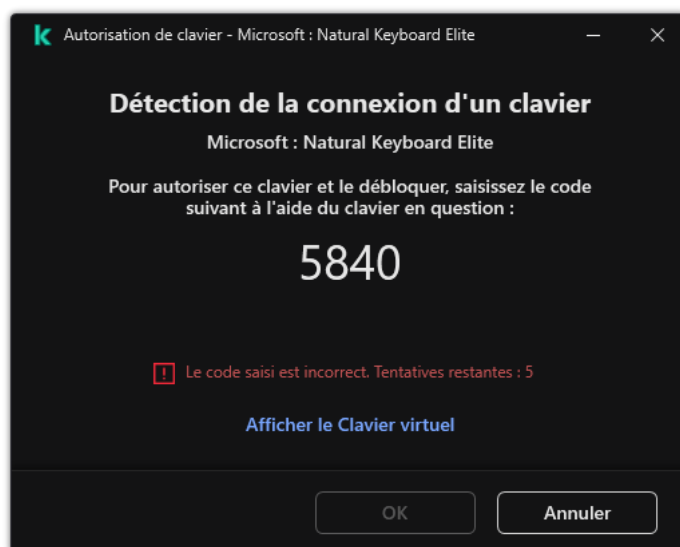 Autorisation de clavier - Microsoft : Natural Keyboard Elite
Détection de la connexion d'un clavier
Microsoft : Natural Keyboard Elite
Pour autoriser ce clavier et le débloquer, saisissez le code
suivant à l'aide du clavier en question :
5840
Le code saisi est incorrect. Tentatives restantes : 5
Afficher le Clavier virtuel
OK
Annuler